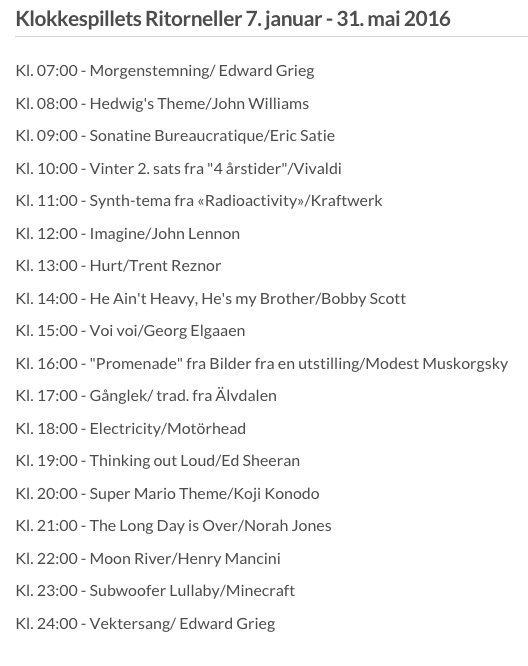 Klokkespillets Ritorneller 7. januar - 31. mai 2016
Kl. 07:00 - Morgenstemning/ Edward Grieg
Kl. 08:00 - Hedwig's Theme/John Williams
Kl. 09:00 - Sonatine Bureaucratique/Eric Satie
Kl. 10:00 - Vinter 2. sats fra "4 årstider"/Vivaldi
Kl. 11:00 - Synth-tema fra «Radioactivity»/Kraftwerk
Kl. 12:00 - Imagine/John Lennon
Kl. 13:00 - Hurt/Trent Reznor
Kl. 14:00 - He Ain't Heavy, He's my Brother/Bobby Scott
Kl. 15:00 - Voi voi/Georg Elgaaen
Kl. 16:00 - "Promenade" fra Bilder fra en utstilling/Modest Muskorgsky
Kl. 17:00 - Gånglek/ trad. fra Älvdalen
Kl. 18:00 - Electricity/Motörhead
Kl. 19:00 - Thinking out Loud/Ed Sheeran
Kl. 20:00 - Super Mario Theme/Koji Konodo
Kl. 21:00 - The Long Day is Over/Norah Jones
Kl. 22:00 - Moon River/Henry Mancini
Kl. 23:00 - Subwoofer Lullaby/Minecraft
Kl. 24:00 - Vektersang/ Edward Grieg